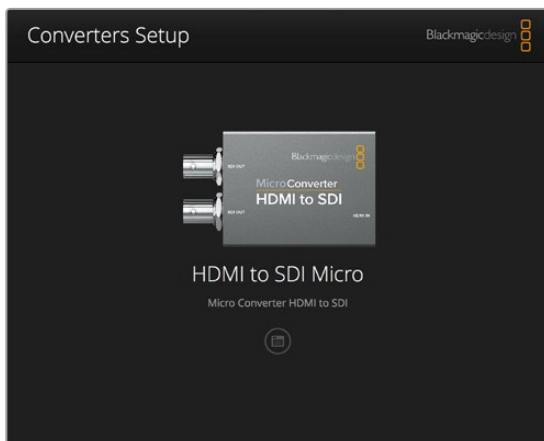 Converters Setup
Blackmagicdesign
Blackmagicdesign
SDI OUT
MicroConverter
HDMI to SDI
SDI OUT
HDMI IN
HDMI to SDI Micro
Micro Converter HDMI to SDI